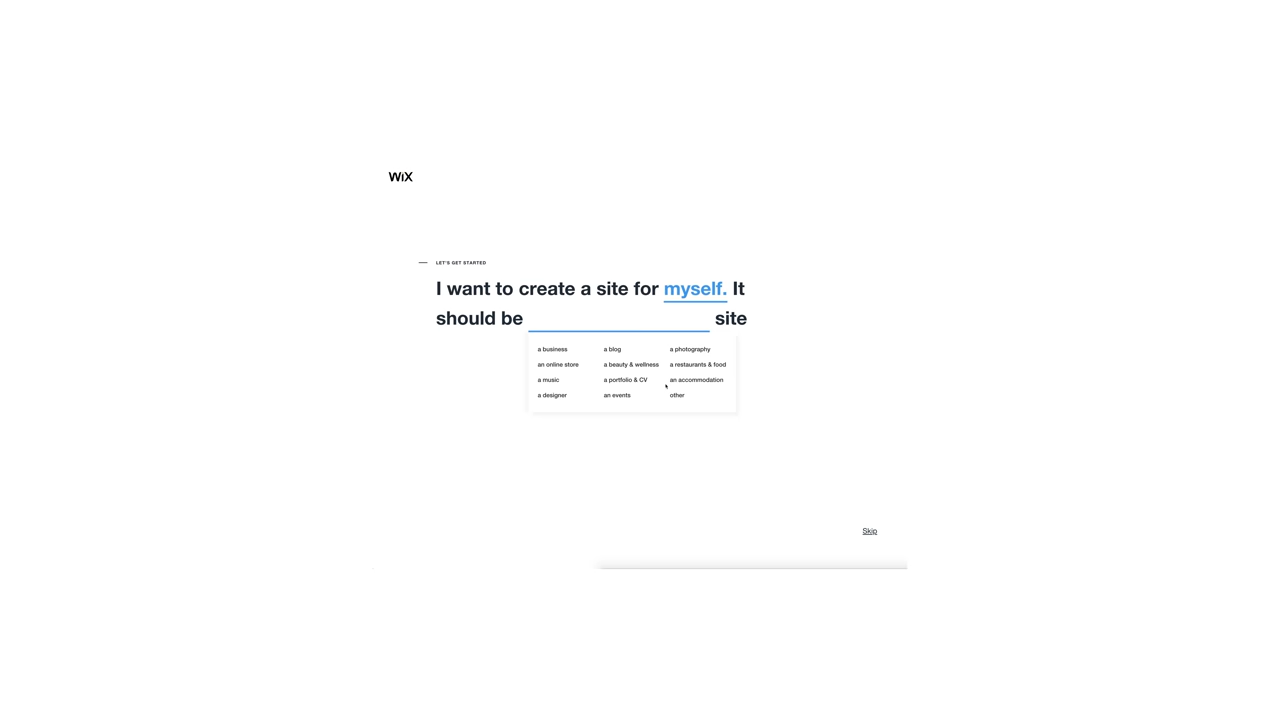 WiX
LET'S GET STARTED
I want to create a site for myself. It
should be site
a business a blog a photography
an online store a beauty & wellness a restaurants & food
a music a portfolio & CV an accommodation
a designer an events other
Skip